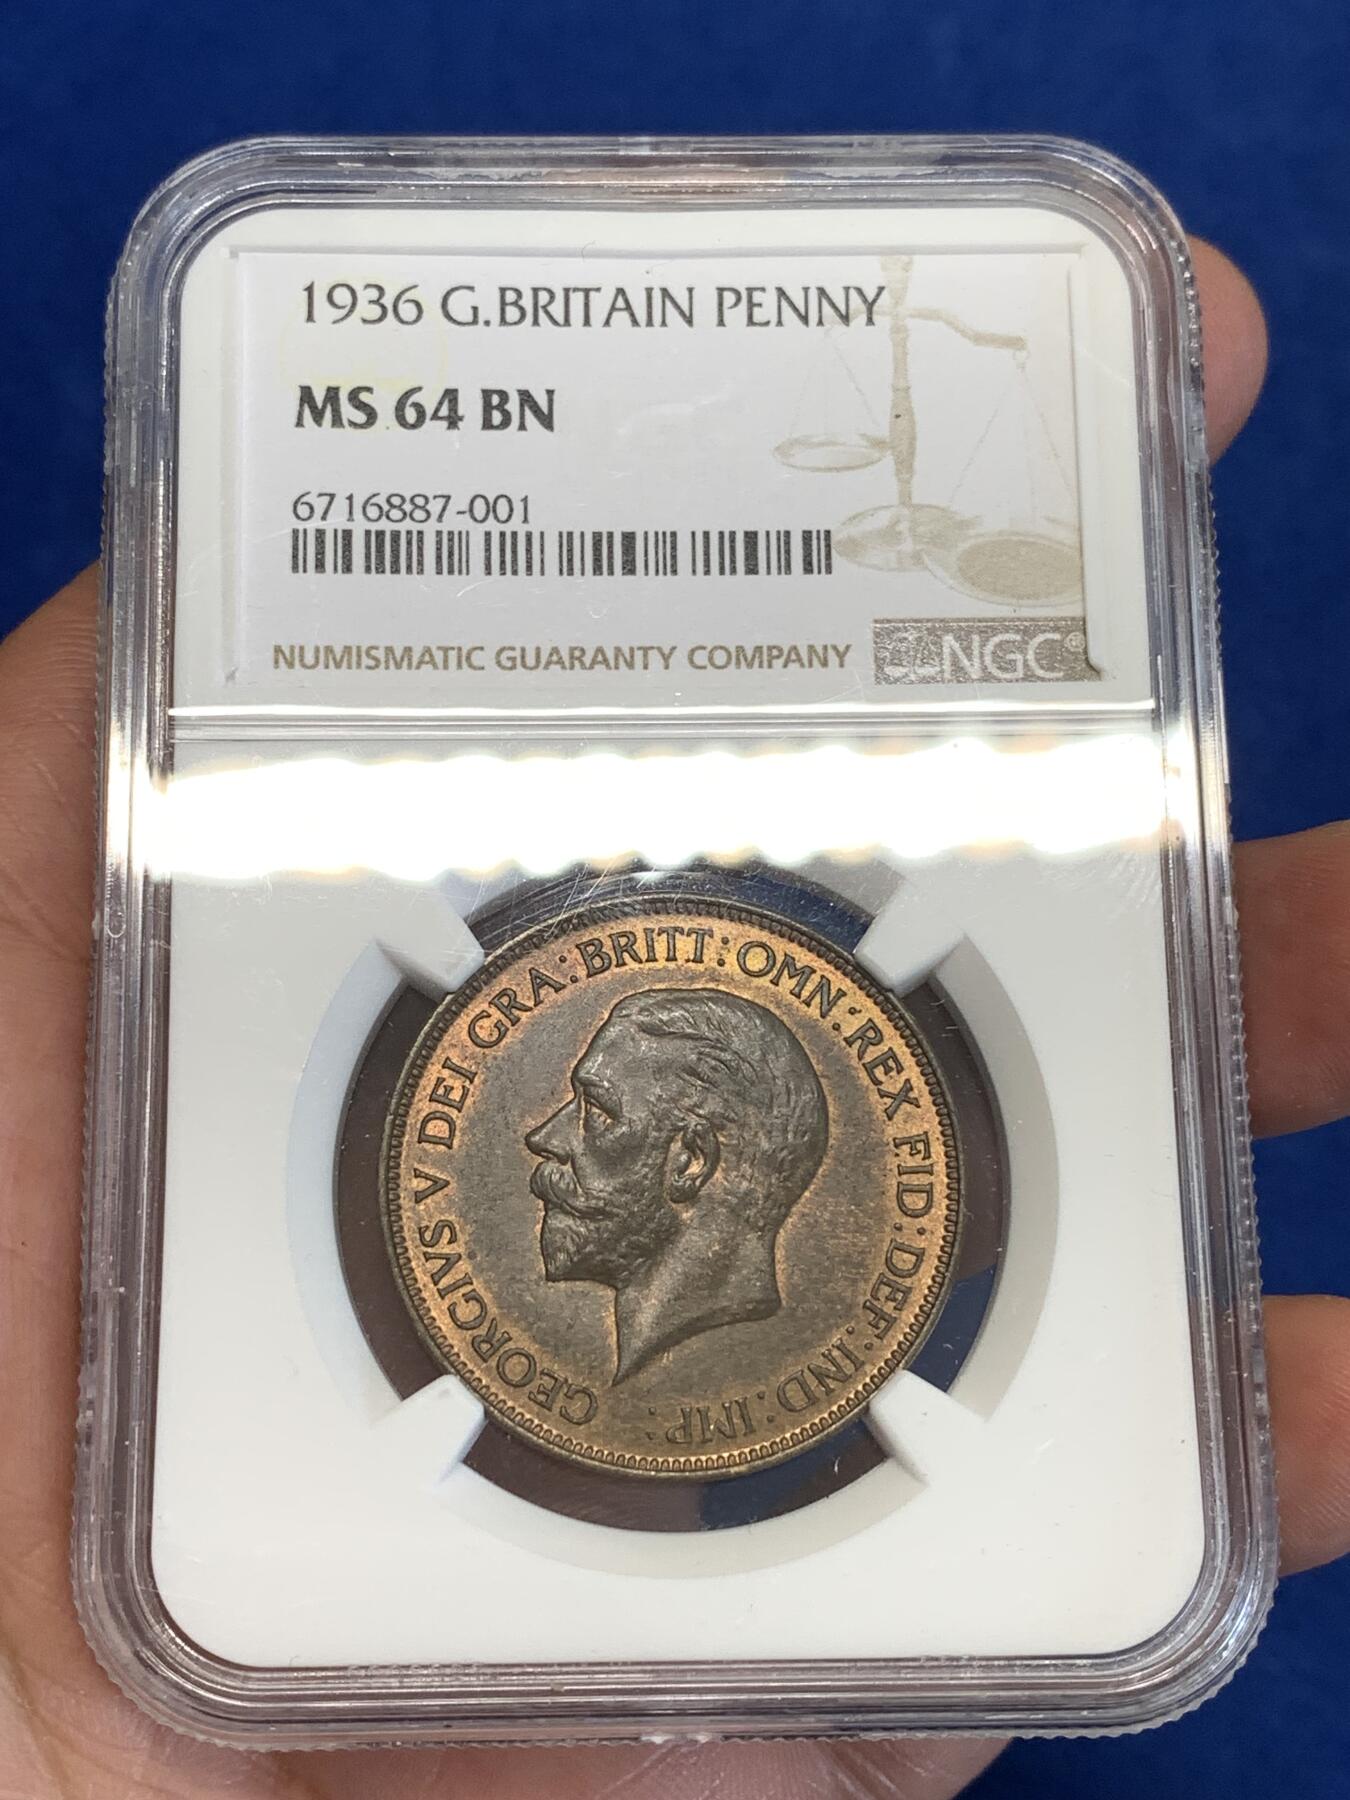 1936 G.BRITAIN PENNY
MS 64 BN
6716887-001
NUMISMATIC GUARANTY COMPANY
NGC®
GEORGIVS V DEI GRA: BRITT: OMN: REX FID: DEF: IND: IMP: